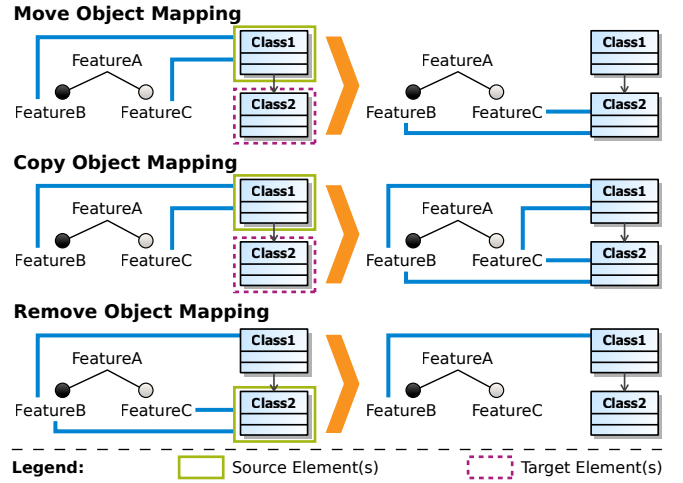 Move Object Mapping
FeatureA
FeatureB
FeatureC
Class1
Class2
FeatureA
FeatureB
FeatureC
Class1
Class2
Copy Object Mapping
FeatureA
FeatureB
FeatureC
Class1
Class2
FeatureA
FeatureB
FeatureC
Class1
Class2
Remove Object Mapping
FeatureA
FeatureB
FeatureC
Class1
Class2
FeatureA
FeatureB
FeatureC
Class1
Class2
Legend: Source Element(s) Target Element(s)